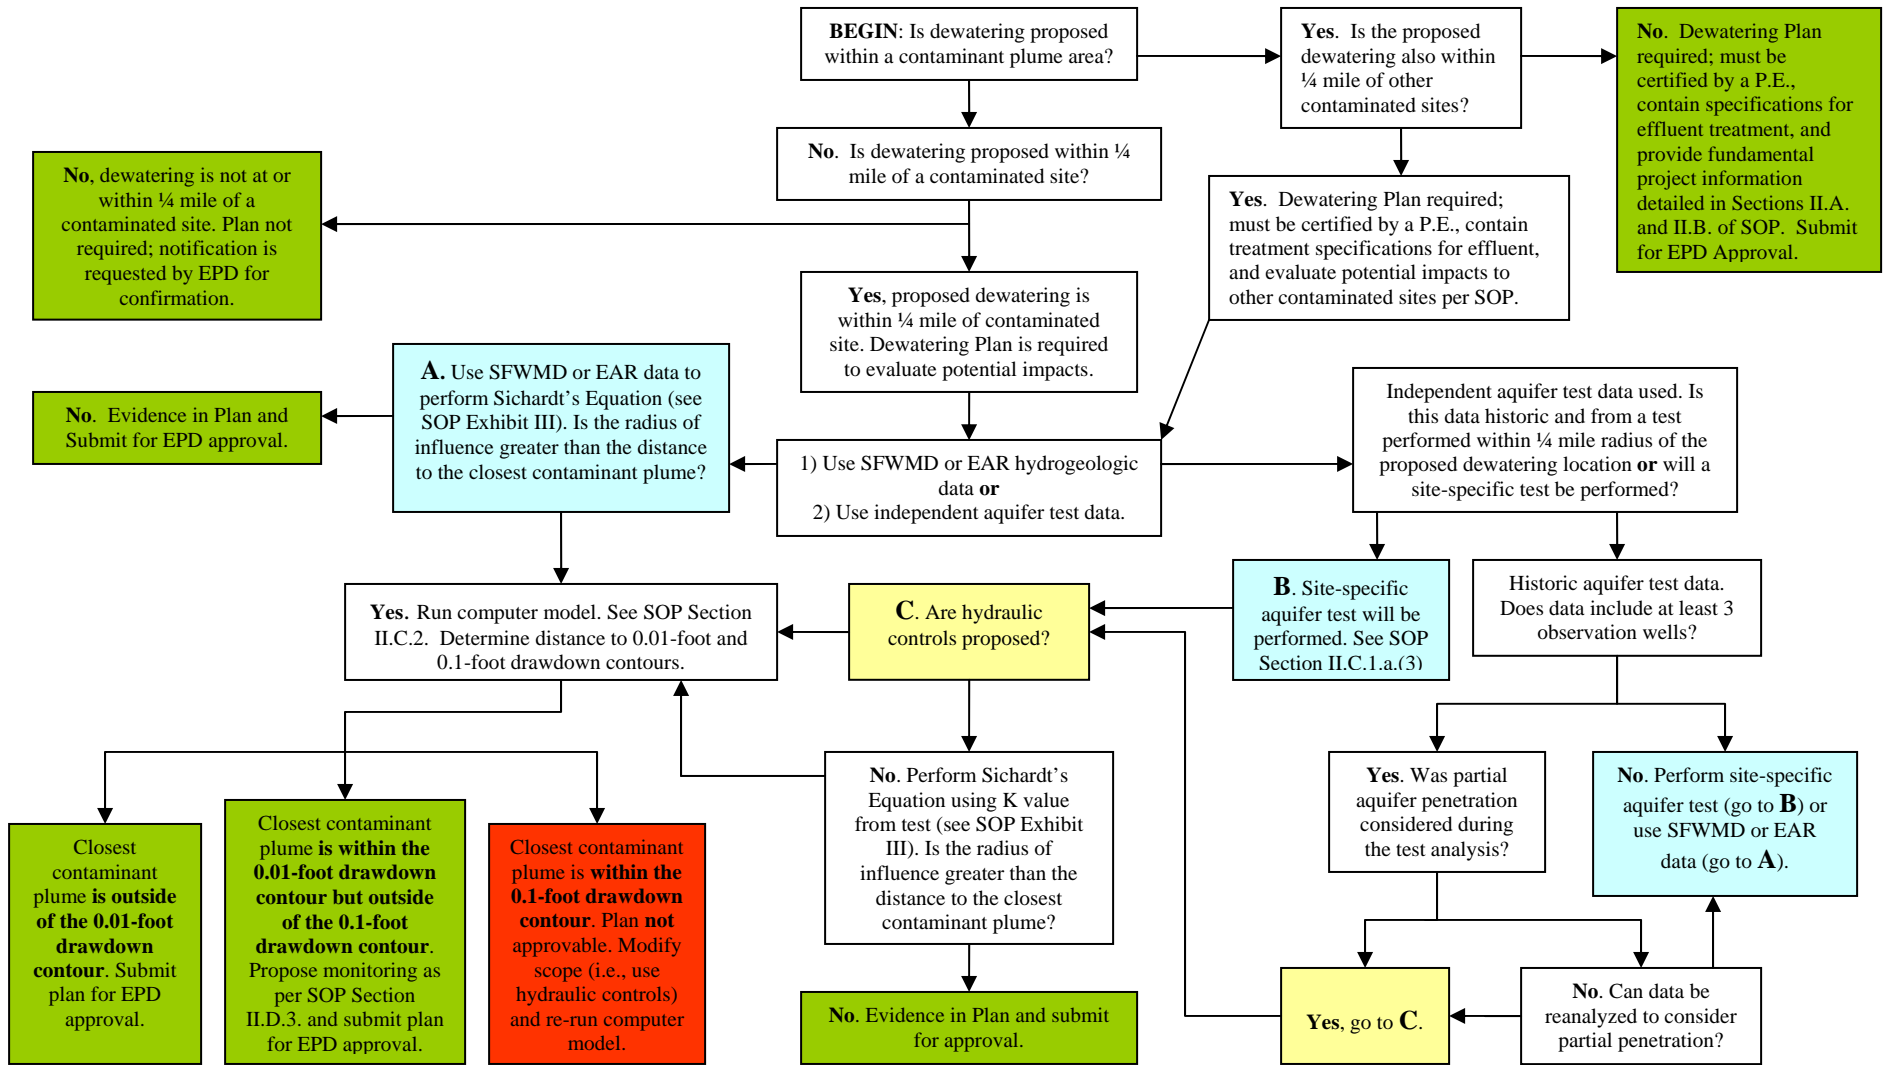 BEGIN: Is dewatering proposed
within a contaminant plume area?
Yes. Is the proposed
dewatering also within
¼ mile of other
contaminated sites?
No. Dewatering Plan
required; must be
certified by a P.E.,
contain specifications for
effluent treatment, and
provide fundamental
project information
detailed in Sections II.A.
and II.B. of SOP. Submit
for EPD Approval.
No. Is dewatering proposed within ¼
mile of a contaminated site?
No, dewatering is not at or
within ¼ mile of a
contaminated site. Plan not
required; notification is
requested by EPD for
confirmation.
Yes. Dewatering Plan required;
must be certified by a P.E., contain
treatment specifications for effluent,
and evaluate potential impacts to
other contaminated sites per SOP.
Yes, proposed dewatering is
within ¼ mile of contaminated
site. Dewatering Plan is required
to evaluate potential impacts.
A. Use SFWMD or EAR data to
perform Sichardt's Equation (see
SOP Exhibit III). Is the radius of
influence greater than the distance
to the closest contaminant plume?
No. Evidence in Plan and
Submit for EPD approval.
1) Use SFWMD or EAR hydrogeologic
data or
2) Use independent aquifer test data.
Independent aquifer test data used. Is
this data historic and from a test
performed within ¼ mile radius of the
proposed dewatering location or will a
site-specific test be performed?
Yes. Run computer model. See SOP Section
II.C.2. Determine distance to 0.01-foot and
0.1-foot drawdown contours.
C. Are hydraulic
controls proposed?
B. Site-specific
aquifer test will be
performed. See SOP
Section II.C.1.a.(3)
Historic aquifer test data.
Does data include at least 3
observation wells?
No. Perform Sichardt's
Equation using K value
from test (see SOP Exhibit
III). Is the radius of
influence greater than the
distance to the closest
contaminant plume?
Yes. Was partial
aquifer penetration
considered during
the test analysis?
No. Perform site-specific
aquifer test (go to B) or
use SFWMD or EAR
data (go to A).
Closest
contaminant
plume is outside
of the 0.01-foot
drawdown
contour. Submit
plan for EPD
approval.
Closest contaminant
plume is within the
0.01-foot drawdown
contour but outside
of the 0.1-foot
drawdown contour.
Propose monitoring as
per SOP Section
II.D.3. and submit plan
for EPD approval.
Closest contaminant
plume is within the
0.1-foot drawdown
contour. Plan not
approvable. Modify
scope (i.e., use
hydraulic controls)
and re-run computer
model.
No. Evidence in Plan and submit
for approval.
Yes, go to C.
No. Can data be
reanalyzed to consider
partial penetration?